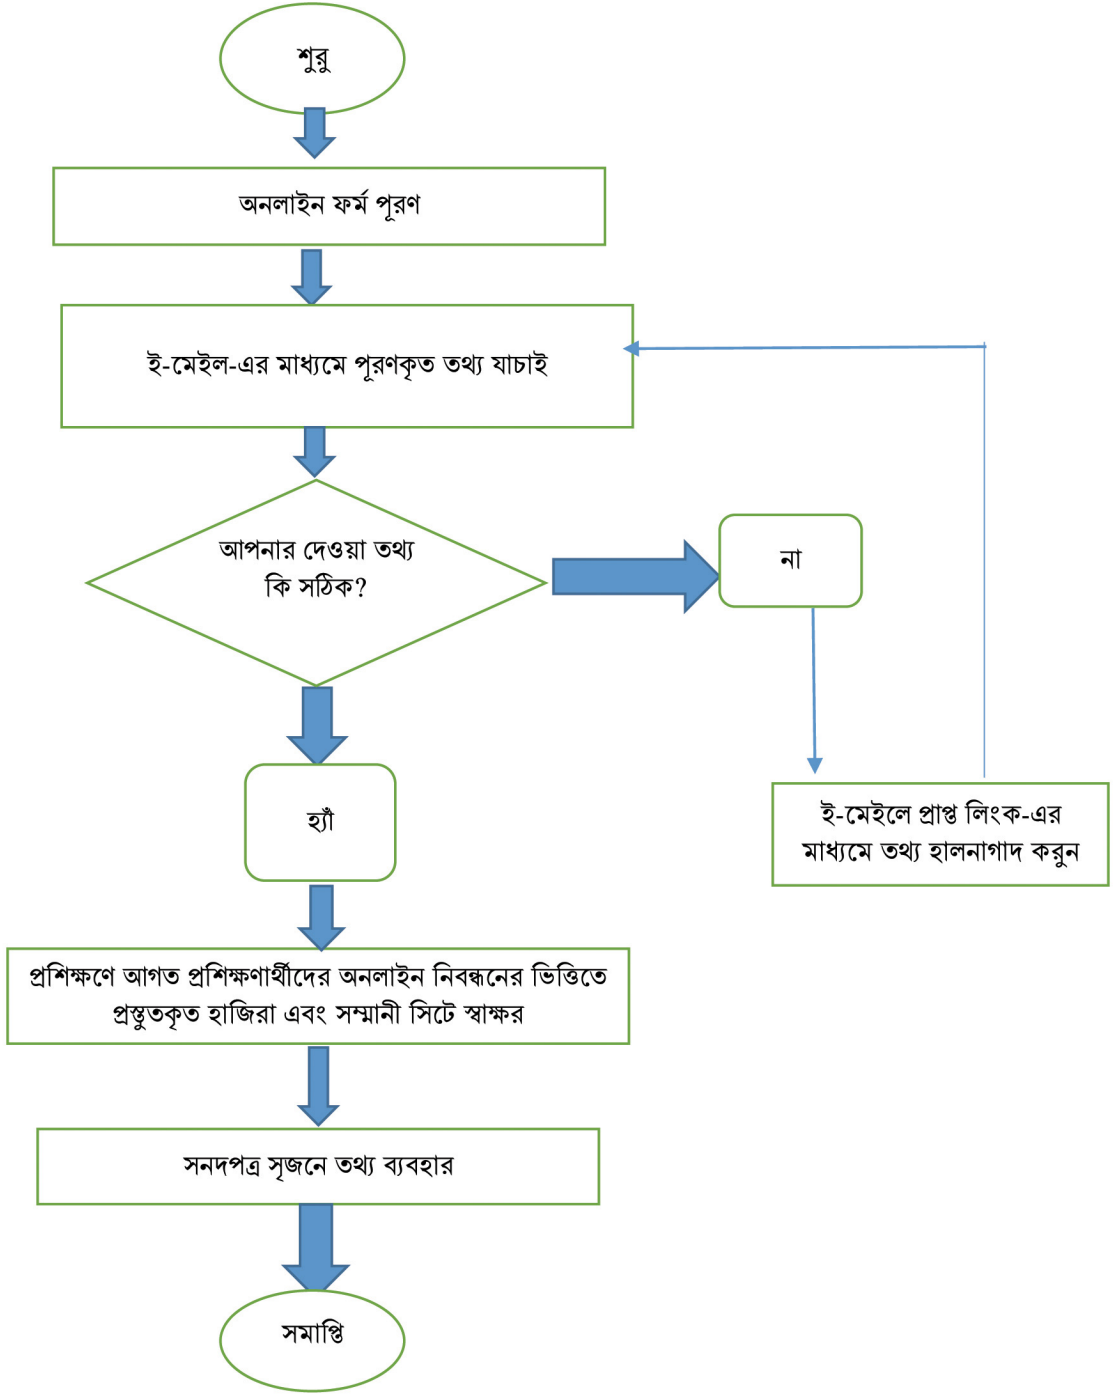 শুরু
অনলাইন ফর্ম পূরণ
ই-মেইল-এর মাধ্যমে পূরণকৃত তথ্য যাচাই
আপনার দেওয়া তথ্য
কি সঠিক?
না
হ্যাঁ
ই-মেইলে প্রাপ্ত লিংক-এর
মাধ্যমে তথ্য হালনাগাদ করুন
প্রশিক্ষণে আগত প্রশিক্ষণার্থীদের অনলাইন নিবন্ধনের ভিত্তিতে
প্রস্তুতকৃত হাজিরা এবং সম্মানী সিটে স্বাক্ষর
সনদপত্র সৃজনে তথ্য ব্যবহার
সমাপ্তি